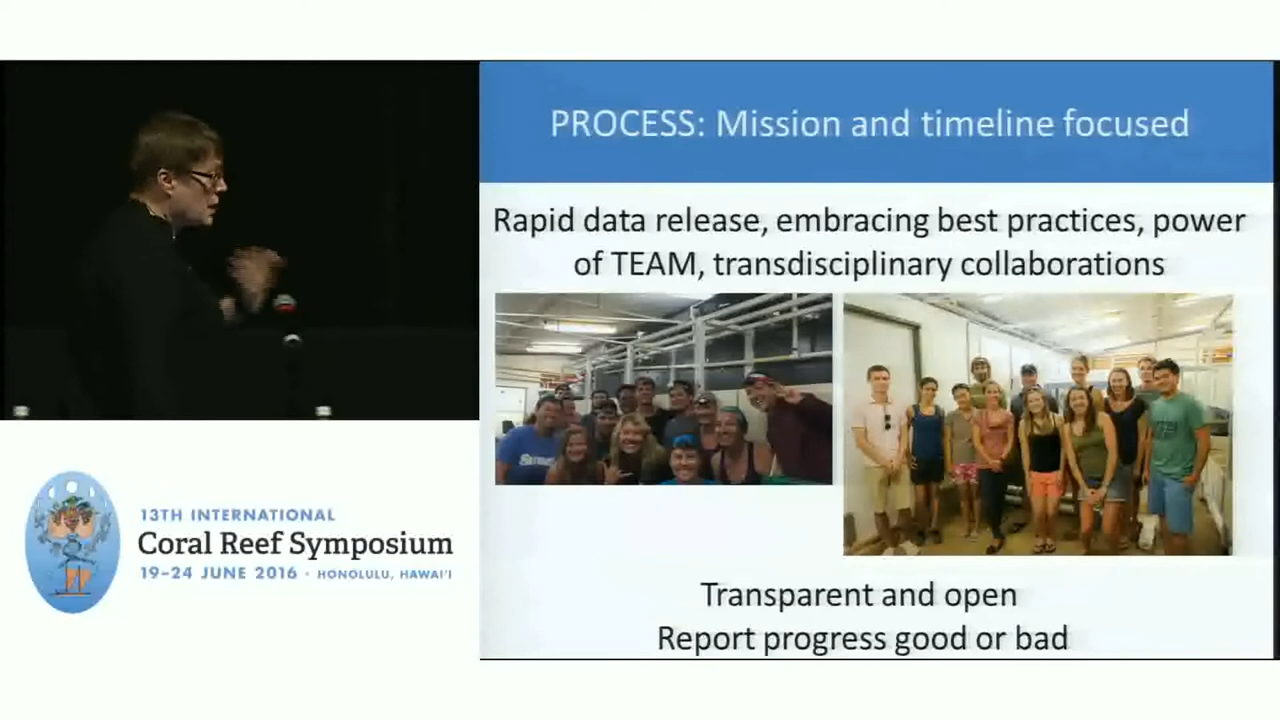 PROCESS: Mission and timeline focused
Rapid data release, embracing best practices, power
of TEAM, transdisciplinary collaborations
Transparent and open
Report progress good or bad
13TH INTERNATIONAL
Coral Reef Symposium
19–24 JUNE 2016 · HONOLULU, HAWAI'I